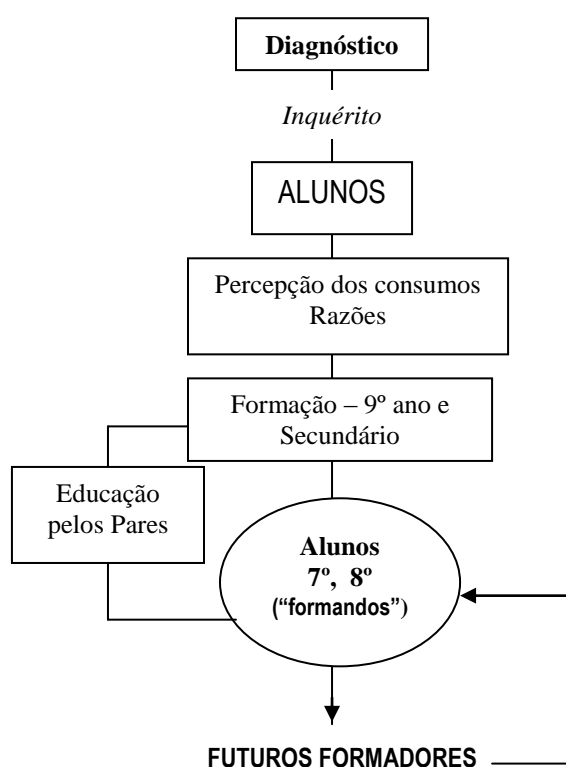 Diagnóstico
Inquérito
ALUNOS
Percepção dos consumos
Razões
Formação – 9º ano e
Secundário
Educação
pelos Pares
Alunos
7º, 8º
(“formandos”)
FUTUROS FORMADORES